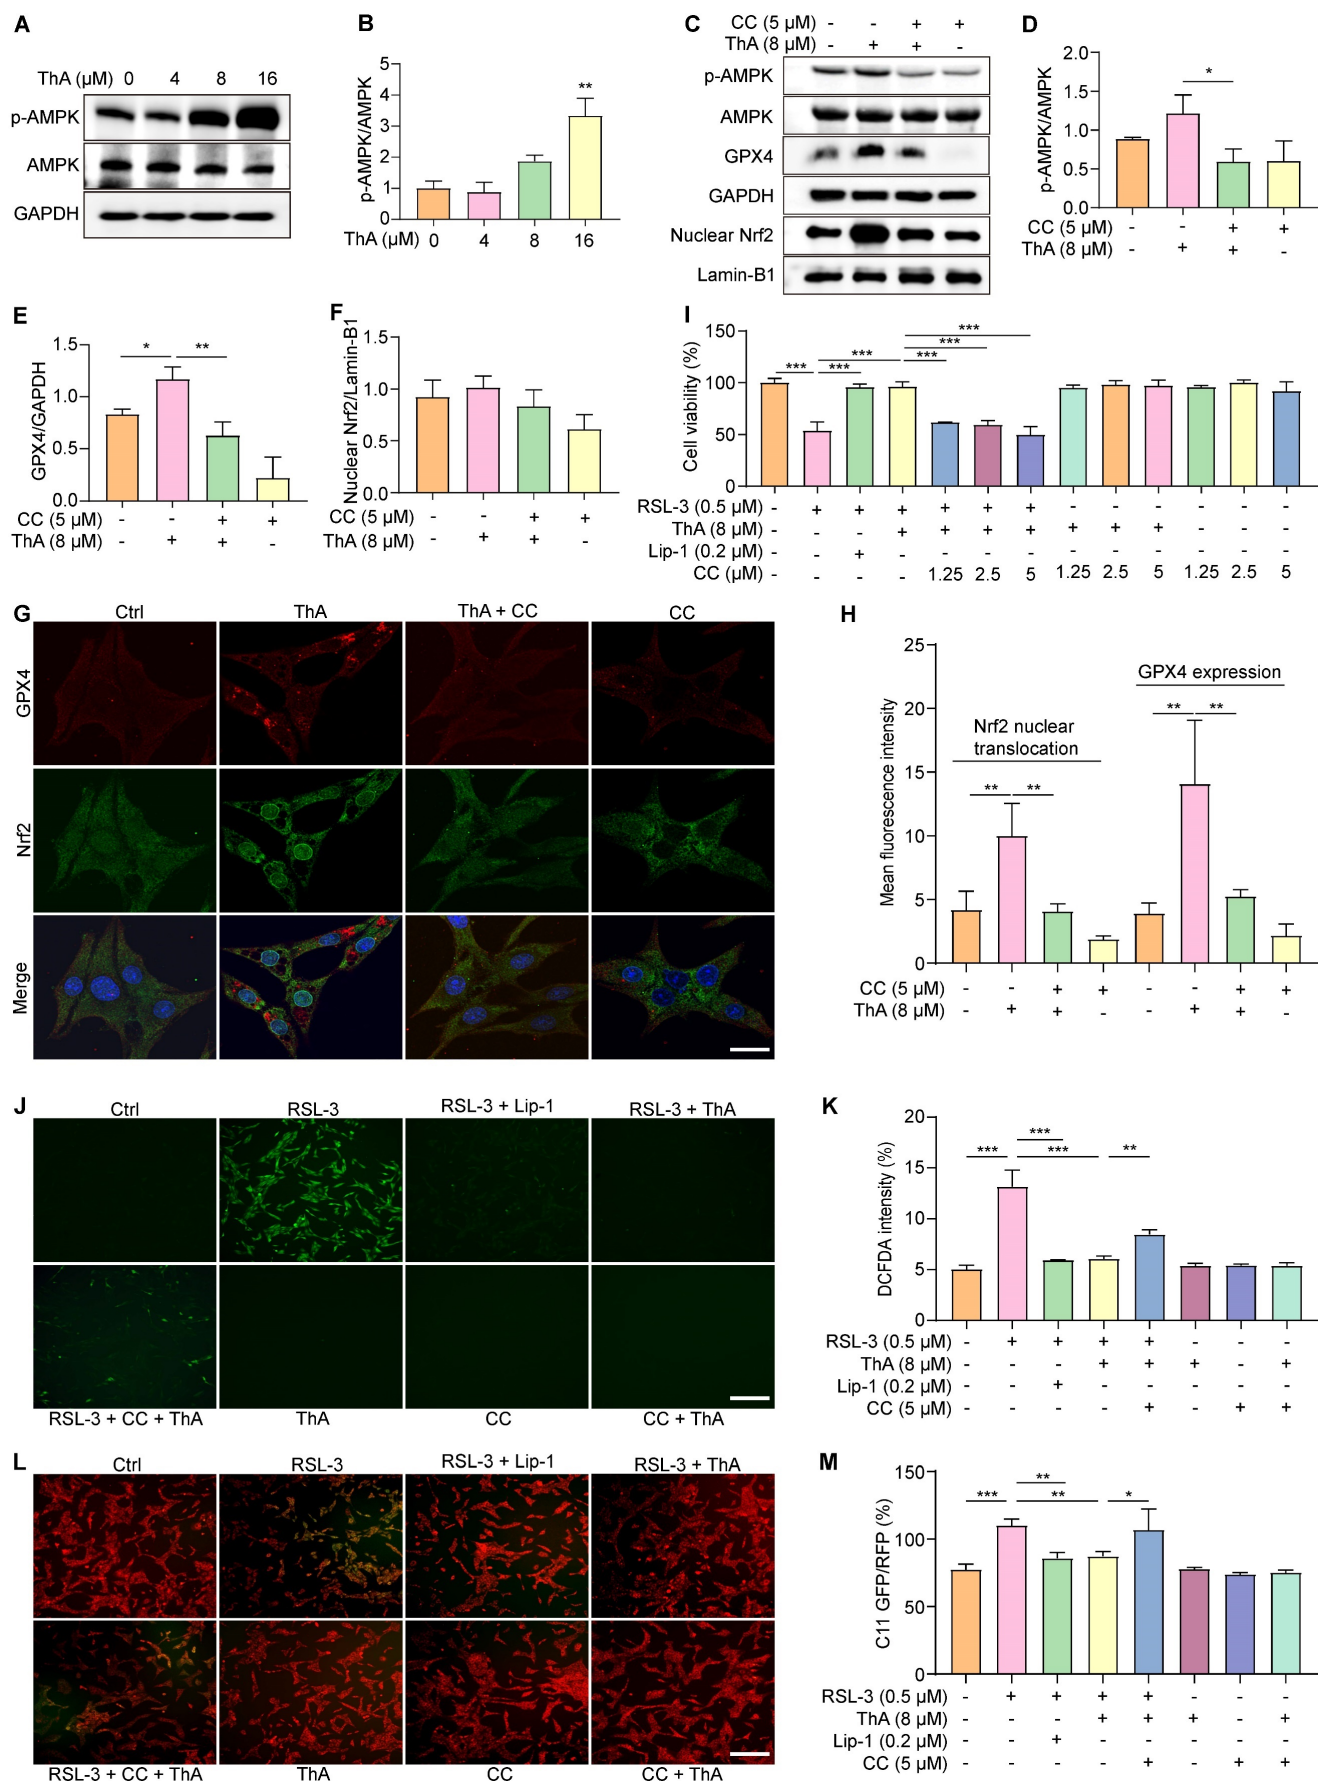 A
ThA (μM) 0 4 8 16
p-AMPK
AMPK
GAPDH
B
p-AMPK/AMPK
5
4
3
2
1
0
**
ThA (μM) 0 4 8 16
C
CC (5 μM) - - + +
ThA (8 μM) - + + -
p-AMPK
AMPK
GPX4
GAPDH
Nuclear Nrf2
Lamin-B1
D
p-AMPK/AMPK
2.0
1.5
1.0
0.5
0.0
*
CC (5 μM) - - + +
ThA (8 μM) - + + -
E
GPX4/GAPDH
1.5
1.0
0.5
0.0
* **
CC (5 μM) - - + +
ThA (8 μM) - + + -
F
Nuclear Nrf2/Lamin-B1
1.5
1.0
0.5
0.0
CC (5 μM) - - + +
ThA (8 μM) - + + -
I
Cell viability (%)
150
100
50
0
***
***
*** *** *** ***
RSL-3 (0.5 μM) - + + + + + + - - - - - -
ThA (8 μM) - - - + + + + + + + - - -
Lip-1 (0.2 μM) - - + - - - - - - - - - -
CC (μM) - - - - 1.25 2.5 5 1.25 2.5 5 1.25 2.5 5
G
Ctrl ThA ThA + CC CC
GPX4
Nrf2
Merge
H
Mean fluorescence intensity
25
20
15
10
5
0
GPX4 expression
** **
Nrf2 nuclear
translocation
** **
CC (5 μM) - - + + - - + +
ThA (8 μM) - + + - - + + -
J
Ctrl RSL-3 RSL-3 + Lip-1 RSL-3 + ThA
RSL-3 + CC + ThA ThA CC CC + ThA
K
DCFDA intensity (%)
20
15
10
5
0
***
*** *** **
RSL-3 (0.5 μM) - + + + + - - -
ThA (8 μM) - - - + + + - +
Lip-1 (0.2 μM) - - + - - - - -
CC (5 μM) - - - - + - + +
L
Ctrl RSL-3 RSL-3 + Lip-1 RSL-3 + ThA
RSL-3 + CC + ThA ThA CC CC + ThA
M
C11 GFP/RFP (%)
150
100
50
0
**
*** ** *
RSL-3 (0.5 μM) - + + + + - - -
ThA (8 μM) - - - + + + - +
Lip-1 (0.2 μM) - - + - - - - -
CC (5 μM) - - - - + - + +